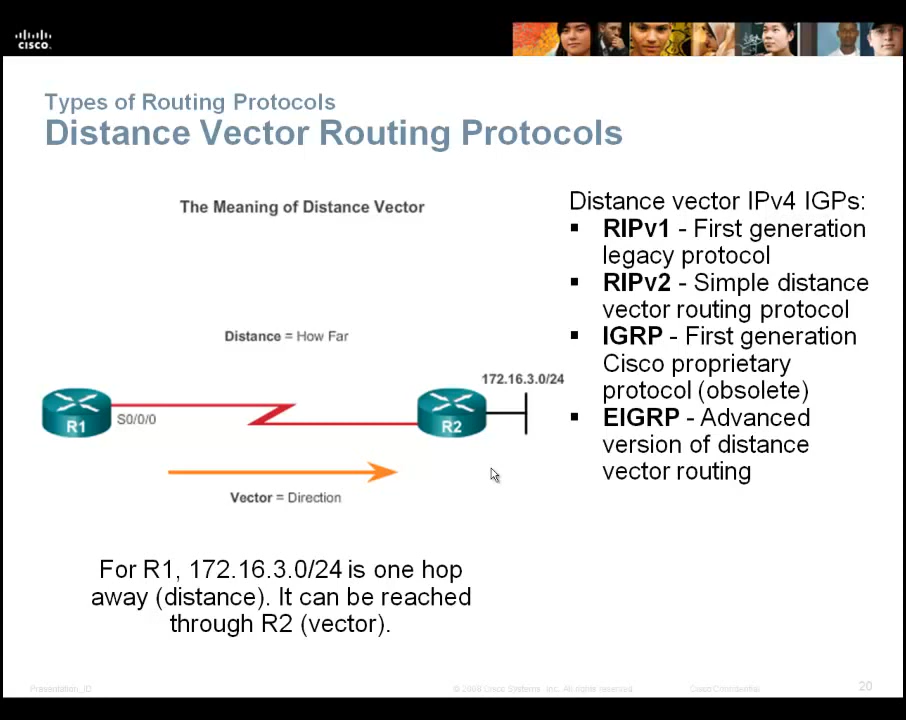 CISCO.
Types of Routing Protocols
Distance Vector Routing Protocols
The Meaning of Distance Vector
Distance = How Far
172.16.3.0/24
R1
S0/0/0
R2
Vector = Direction
For R1, 172.16.3.0/24 is one hop
away (distance). It can be reached
through R2 (vector).
Distance vector IPv4 IGPs:
▪ RIPv1 - First generation
legacy protocol
▪ RIPv2 - Simple distance
vector routing protocol
▪ IGRP - First generation
Cisco proprietary
protocol (obsolete)
▪ EIGRP - Advanced
version of distance
vector routing
Presentation_ID
© 2008 Cisco Systems, Inc. All rights reserved.
Cisco Confidential
20